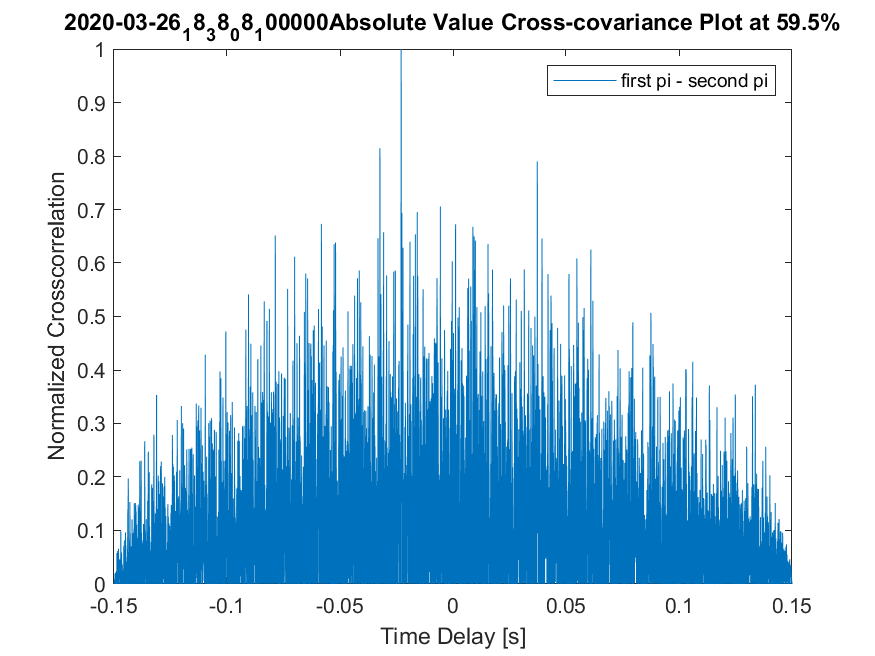 2020-03-26₁8₃8₀8₁00000Absolute Value Cross-covariance Plot at 59.5%
first pi - second pi
1
0.9
0.8
0.7
0.6
0.5
0.4
0.3
0.2
0.1
0
Normalized Crosscorrelation
-0.15 -0.1 -0.05 0 0.05 0.1 0.15
Time Delay [s]